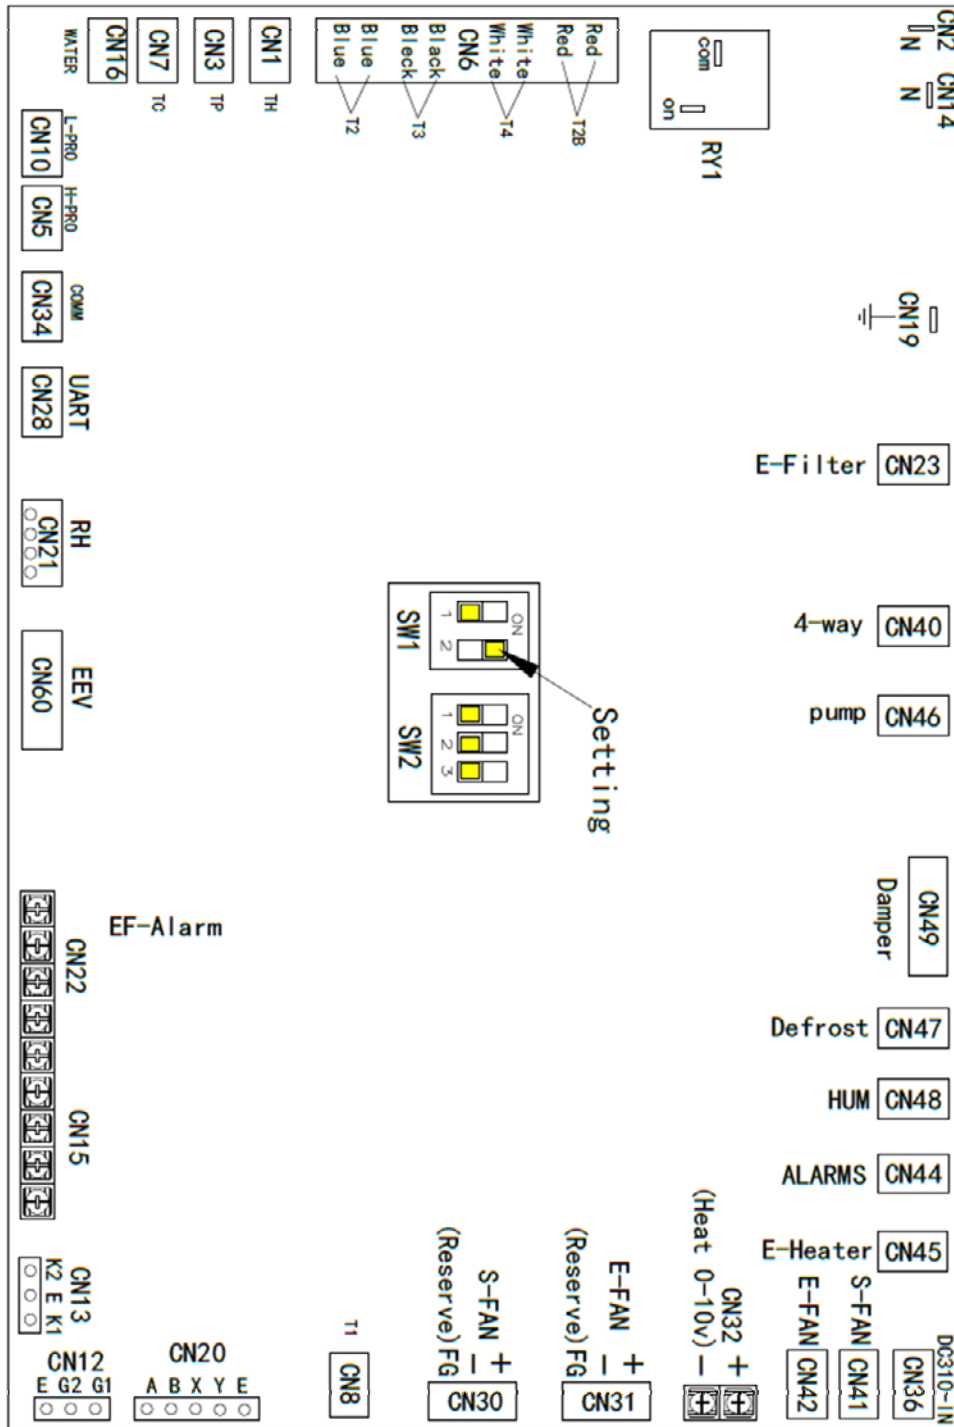 CN2
N
CN14
N
WATER
CN16
CN7
TC
CN3
TP
CN1
TH
CN6
Blue
Blue
T2
Bleck
Black
T3
White
White
T4
Red
Red
T2B
com
on
RY1
CN10
L-PRO
CN5
H-PRO
CN34
COMM
CN28
UART
CN21
RH
CN60
EEV
CN19
E-Filter
CN23
4-way
CN40
pump
CN46
SW1
1
2
ON
SW2
1
2
3
ON
Setting
Damper
CN49
EF-Alarm
CN22
CN15
Defrost
CN47
HUM
CN48
ALARMS
CN44
E-Heater
CN45
K2 E K1
CN13
CN12
E G2 G1
CN20
A B X Y E
T1
CN8
(Reserve)FG
S-FAN
- +
CN30
(Reserve)FG
E-FAN
- +
CN31
(Heat 0-10v)
CN32
- +
E-FAN
CN42
S-FAN
CN41
CN36
DC310-IN